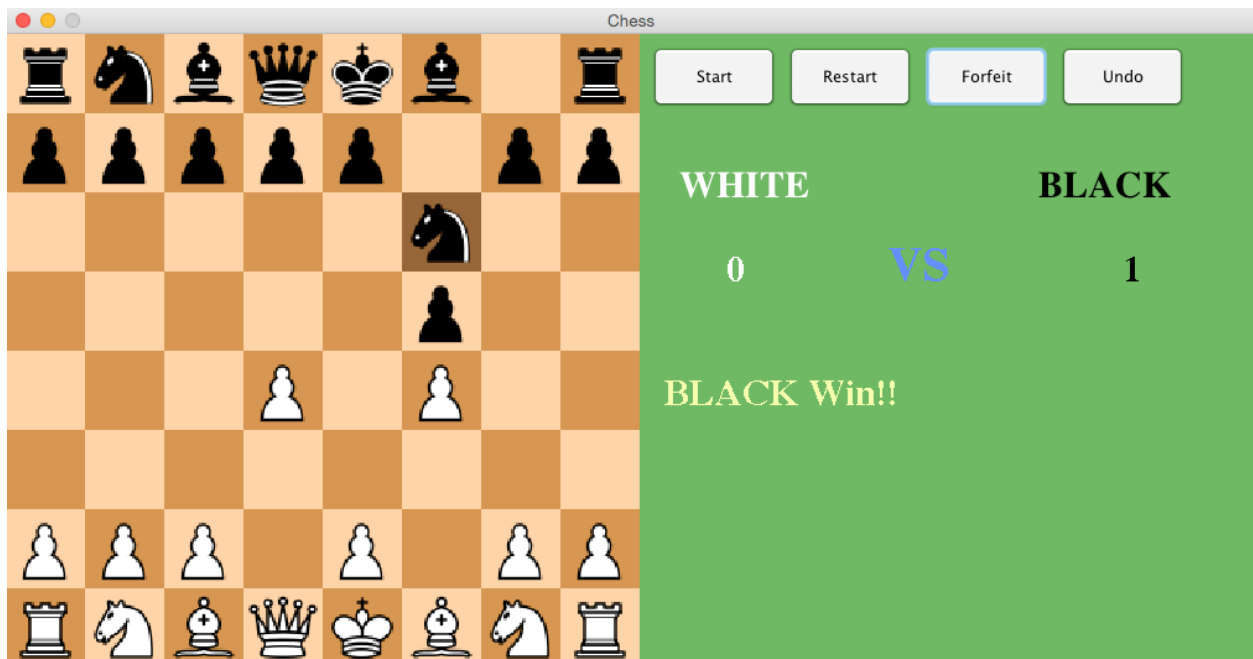 Chess
Start Restart Forfeit Undo
WHITE BLACK
0 VS 1
BLACK Win!!